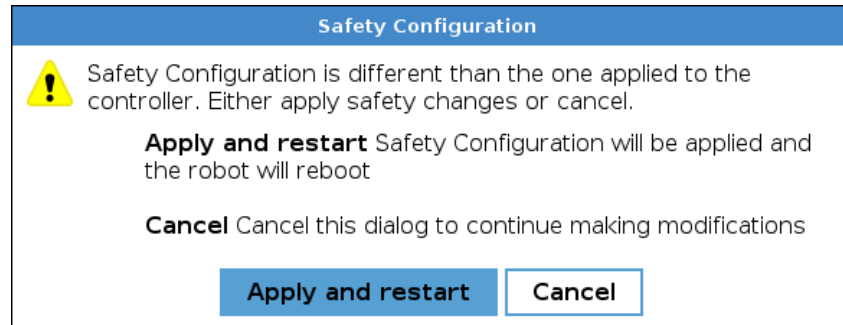 Safety Configuration
Safety Configuration is different than the one applied to the
controller. Either apply safety changes or cancel.
Apply and restart Safety Configuration will be applied and
the robot will reboot
Cancel Cancel this dialog to continue making modifications
Apply and restart Cancel